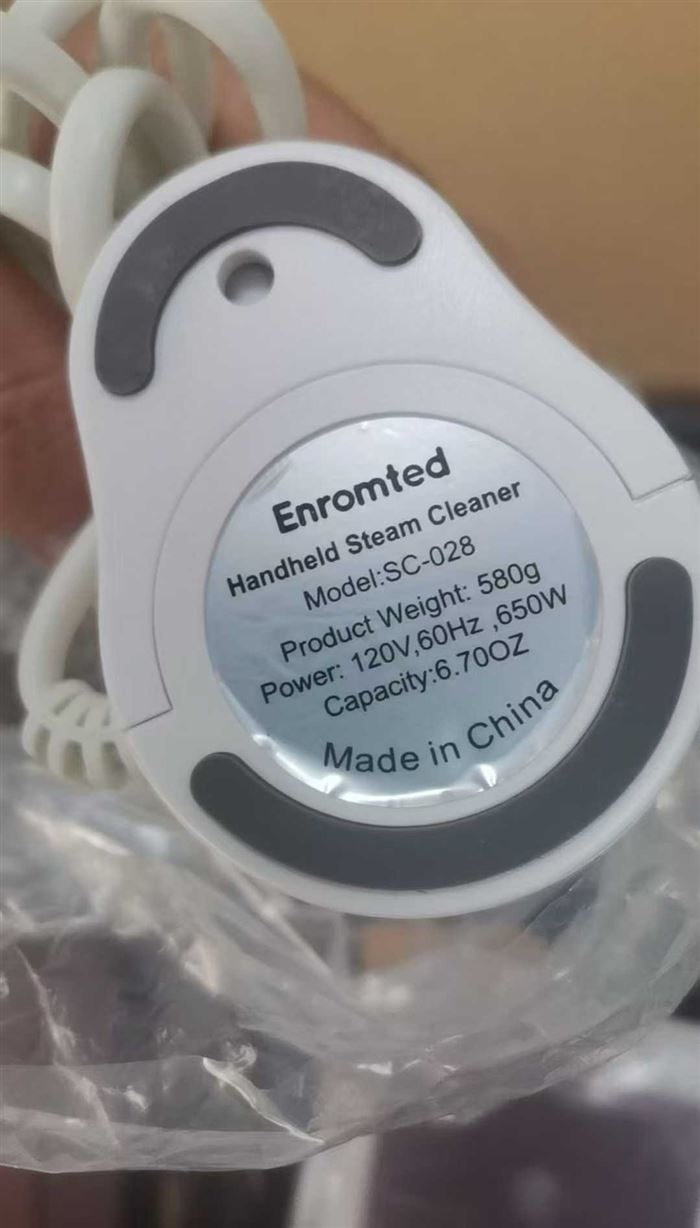 Enromted
Handheld Steam Cleaner
Model:SC-028
Product Weight: 580g
Power: 120V,60Hz ,650W
Capacity:6.70OZ
Made in China